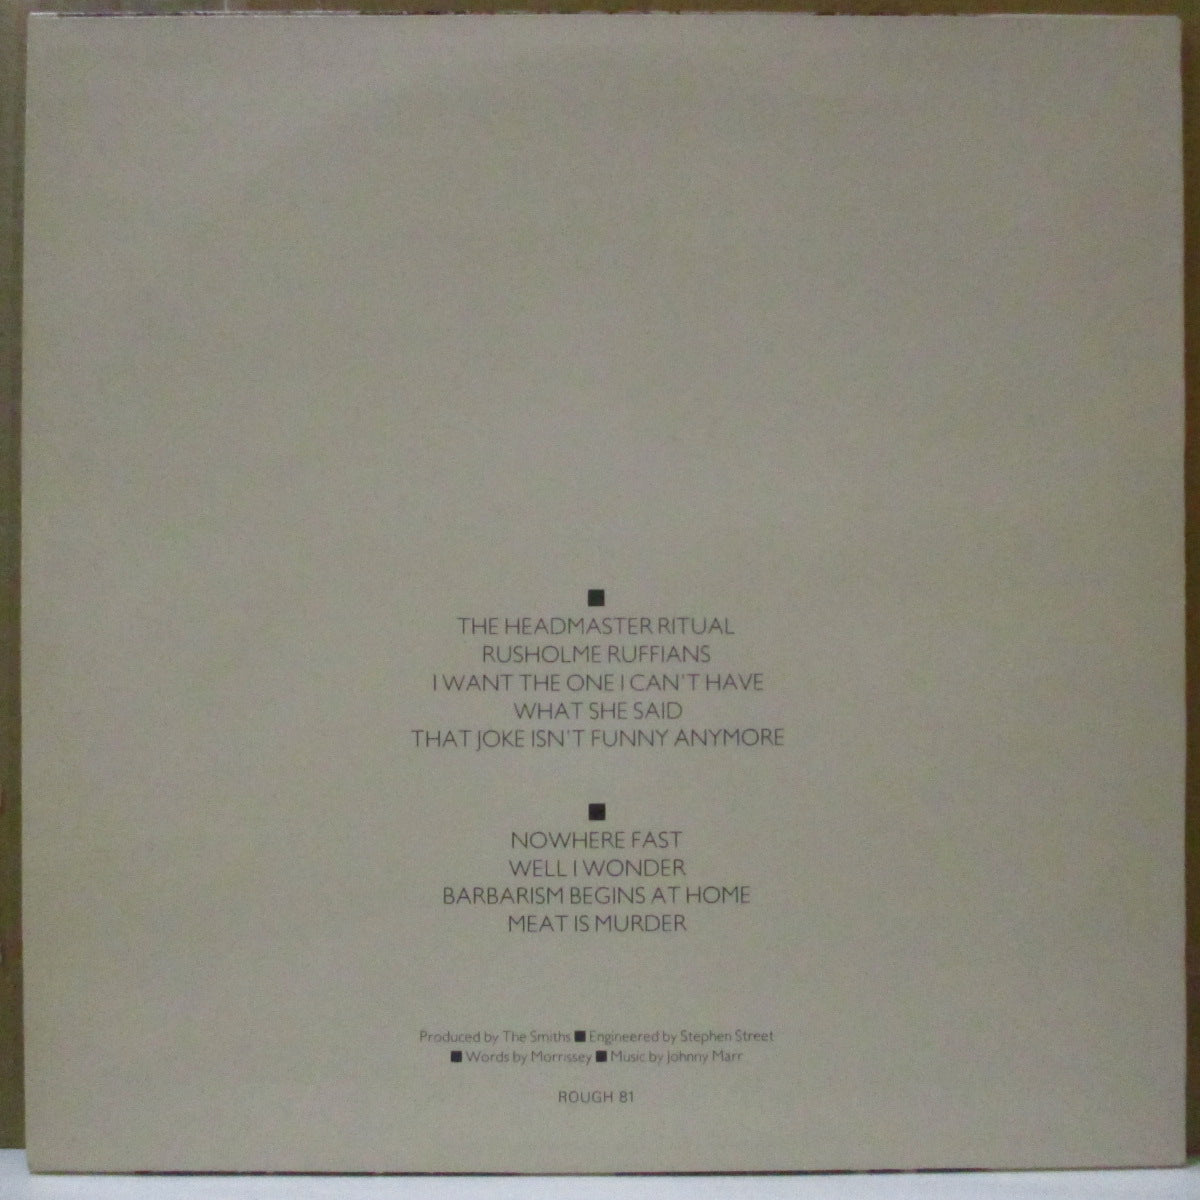 ■
THE HEADMASTER RITUAL
RUSHOLME RUFFIANS
I WANT THE ONE I CAN'T HAVE
WHAT SHE SAID
THAT JOKE ISN'T FUNNY ANYMORE
■
NOWHERE FAST
WELL I WONDER
BARBARISM BEGINS AT HOME
MEAT IS MURDER
Produced by The Smiths ■ Engineered by Stephen Street
■ Words by Morrissey ■ Music by Johnny Marr
ROUGH 81